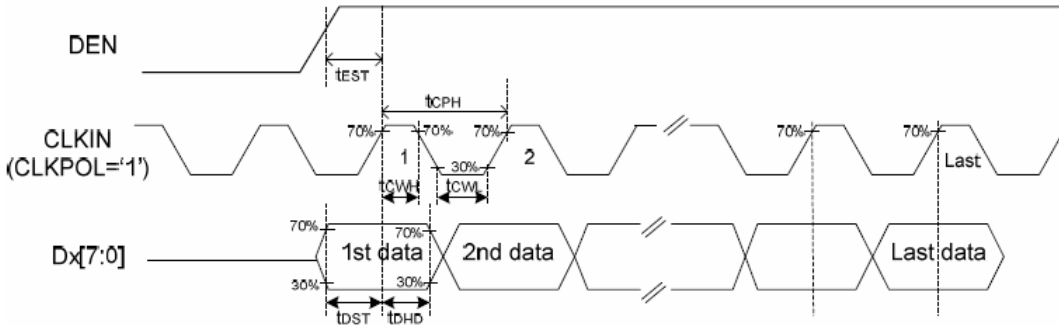 DEN
tEST
tCPH
CLKIN
(CLKPOL='1')
70% 70% 70% 70% 70%
1 2 Last
30%
tCWH tCWL
Dx[7:0]
70% 1st data 70% 2nd data Last data
30% 30%
tDST tDHD